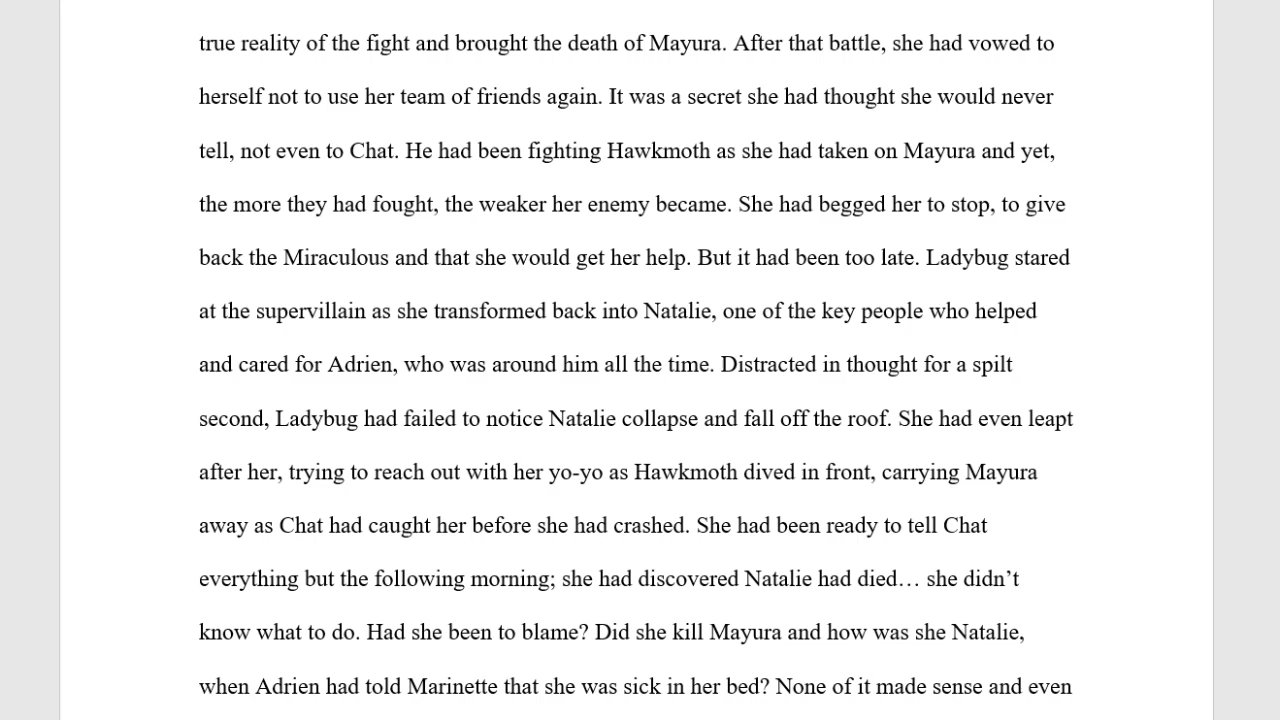 true reality of the fight and brought the death of Mayura. After that battle, she had vowed to
herself not to use her team of friends again. It was a secret she had thought she would never
tell, not even to Chat. He had been fighting Hawkmoth as she had taken on Mayura and yet,
the more they had fought, the weaker her enemy became. She had begged her to stop, to give
back the Miraculous and that she would get her help. But it had been too late. Ladybug stared
at the supervillain as she transformed back into Natalie, one of the key people who helped
and cared for Adrien, who was around him all the time. Distracted in thought for a spilt
second, Ladybug had failed to notice Natalie collapse and fall off the roof. She had even leapt
after her, trying to reach out with her yo-yo as Hawkmoth dived in front, carrying Mayura
away as Chat had caught her before she had crashed. She had been ready to tell Chat
everything but the following morning; she had discovered Natalie had died… she didn’t
know what to do. Had she been to blame? Did she kill Mayura and how was she Natalie,
when Adrien had told Marinette that she was sick in her bed? None of it made sense and even